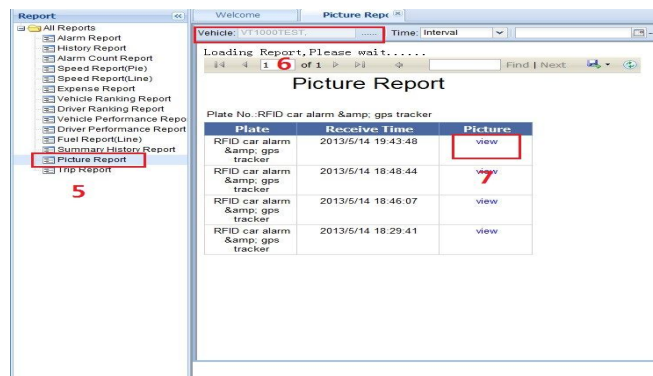 Report
All Reports
Alarm Report
History Report
Alarm Count Report
Speed Report(Pie)
Speed Report(Line)
Expense Report
Vehicle Ranking Report
Driver Ranking Report
Vehicle Performance Repo
Driver Performance Report
Fuel Report(Line)
Summary History Report
Picture Report
Trip Report
5
Welcome
Picture Repo
Vehicle: VT1000TEST, ...... Time: Interval
Loading Report,Please wait......
1 6 of 1 Find | Next
Picture Report
Plate No.:RFID car alarm &amp; gps tracker
Plate Receive Time Picture
RFID car alarm 2013/5/14 19:43:48 view
&amp; gps
tracker
RFID car alarm 2013/5/14 18:48:44 view
&amp; gps 7
tracker
RFID car alarm 2013/5/14 18:46:07 view
&amp; gps
tracker
RFID car alarm 2013/5/14 18:29:41 view
&amp; gps
tracker